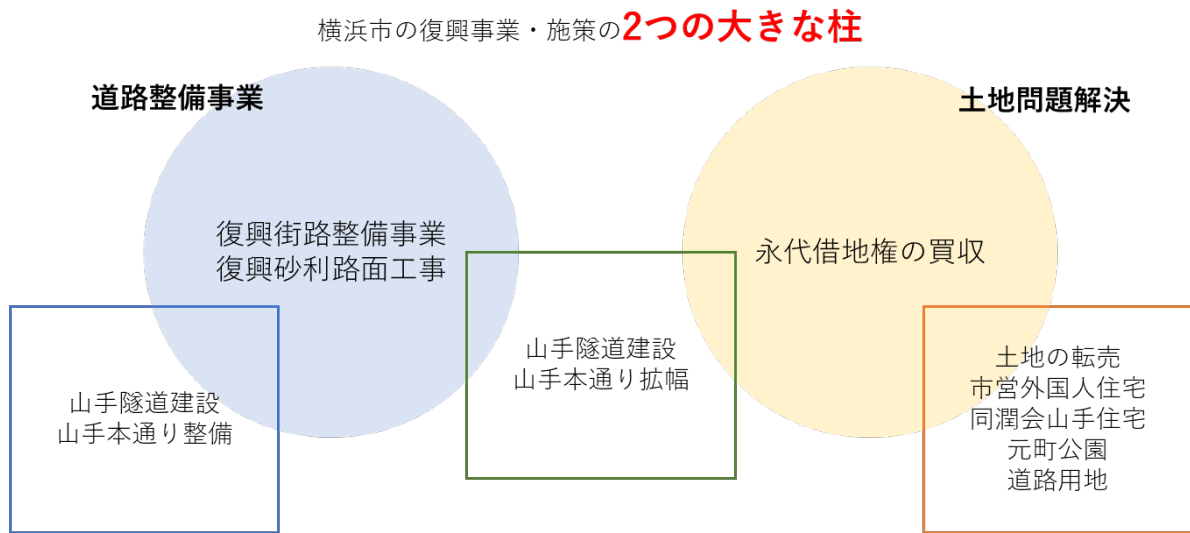 横浜市の復興事業・施策の2つの大きな柱
道路整備事業
土地問題解決
復興街路整備事業
復興砂利路面工事
永代借地権の買収
山手隧道建設
山手本通り整備
山手隧道建設
山手本通り拡幅
土地の転売
市営外国人住宅
同潤会山手住宅
元町公園
道路用地